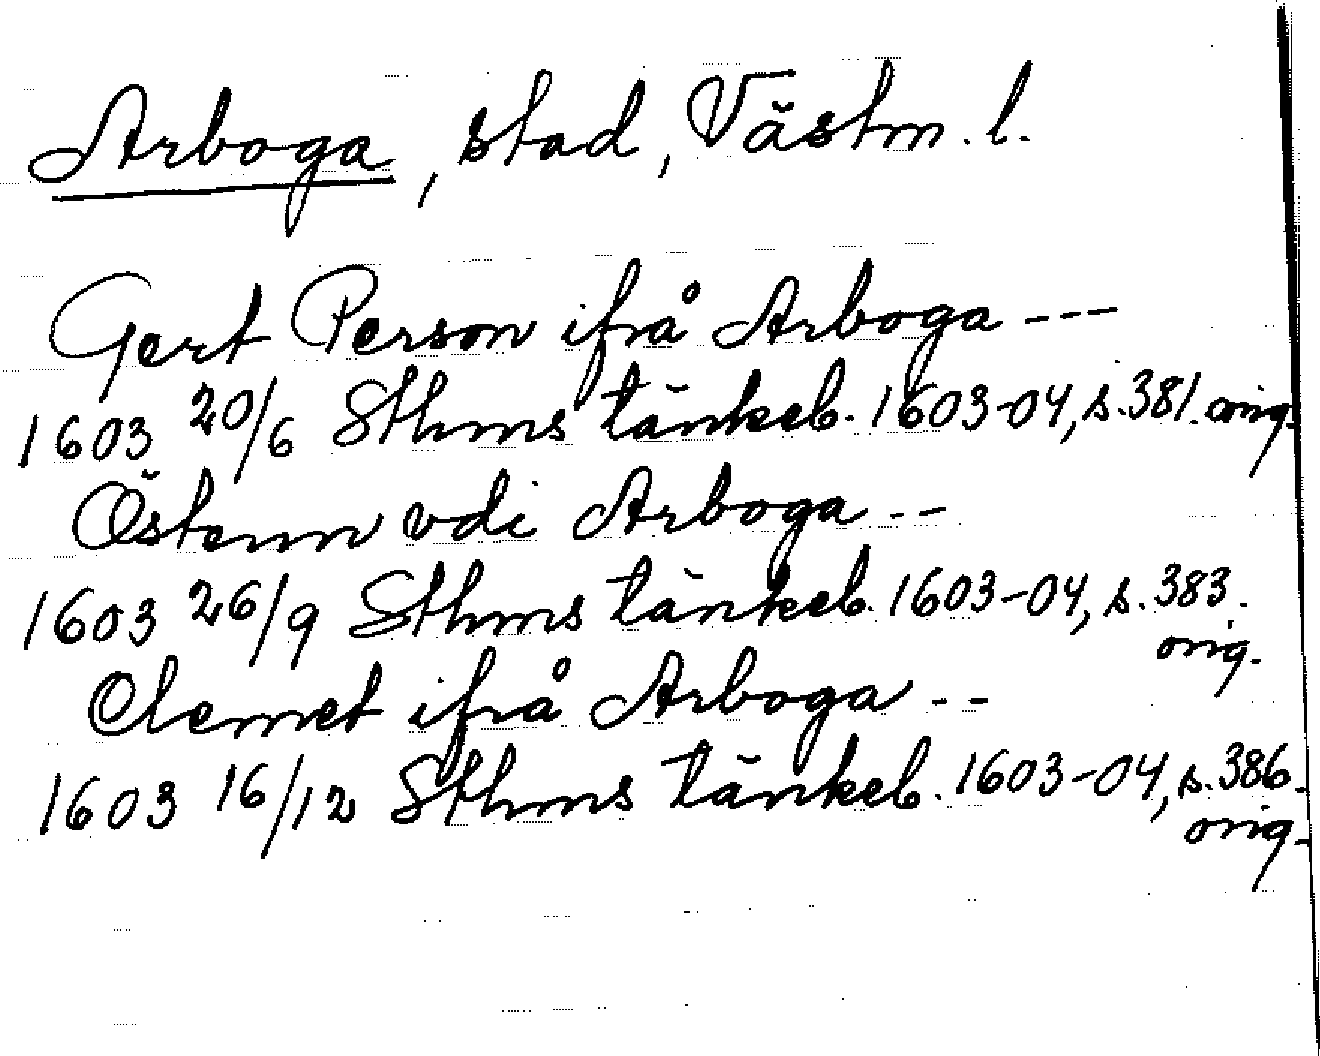 Arboga, stad, Västm. l.
Gert Person ifrå Arboga ---
1603 20/6 Sthms tänkeb. 1603-04, s. 381. orig.
Östenn vdi Arboga --
1603 26/9 Sthms tänkeb. 1603-04, s. 383.
orig.
Clemet ifrå Arboga --
1603 16/12 Sthms tänkeb. 1603-04, s. 386.
orig.